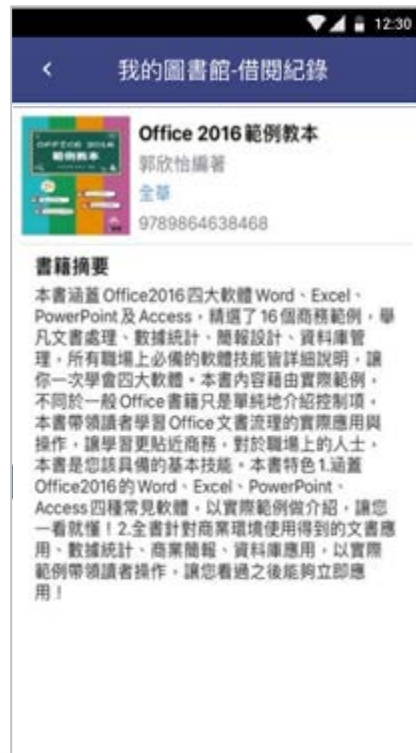 12:30
我的圖書館-借閱紀錄
OFFICE 2016
範例教本
Office 2016範例教本
郭欣怡編著
全華
9789864638468
書籍摘要
本書涵蓋Office2016四大軟體Word、Excel、
PowerPoint及Access，精選了16個商務範例，舉
凡文書處理、數據統計、簡報設計、資料庫管
理，所有職場上必備的軟體技能皆詳細說明，讓
你一次學會四大軟體。本書內容藉由實際範例，
不同於一般Office書籍只是單純地介紹控制項，
本書帶領讀者學習Office文書流理的實際應用與
操作，讓學習更貼近商務，對於職場上的人士，
本書是您該具備的基本技能。本書特色1.涵蓋
Office2016的Word、Excel、PowerPoint、
Access四種常見軟體，以實際範例做介紹，讓您
一看就懂！2.全書針對商業環境使用得到的文書應
用、數據統計、商業簡報、資料庫應用，以實際
範例帶領讀者操作，讓您看過之後能夠立即應
用！